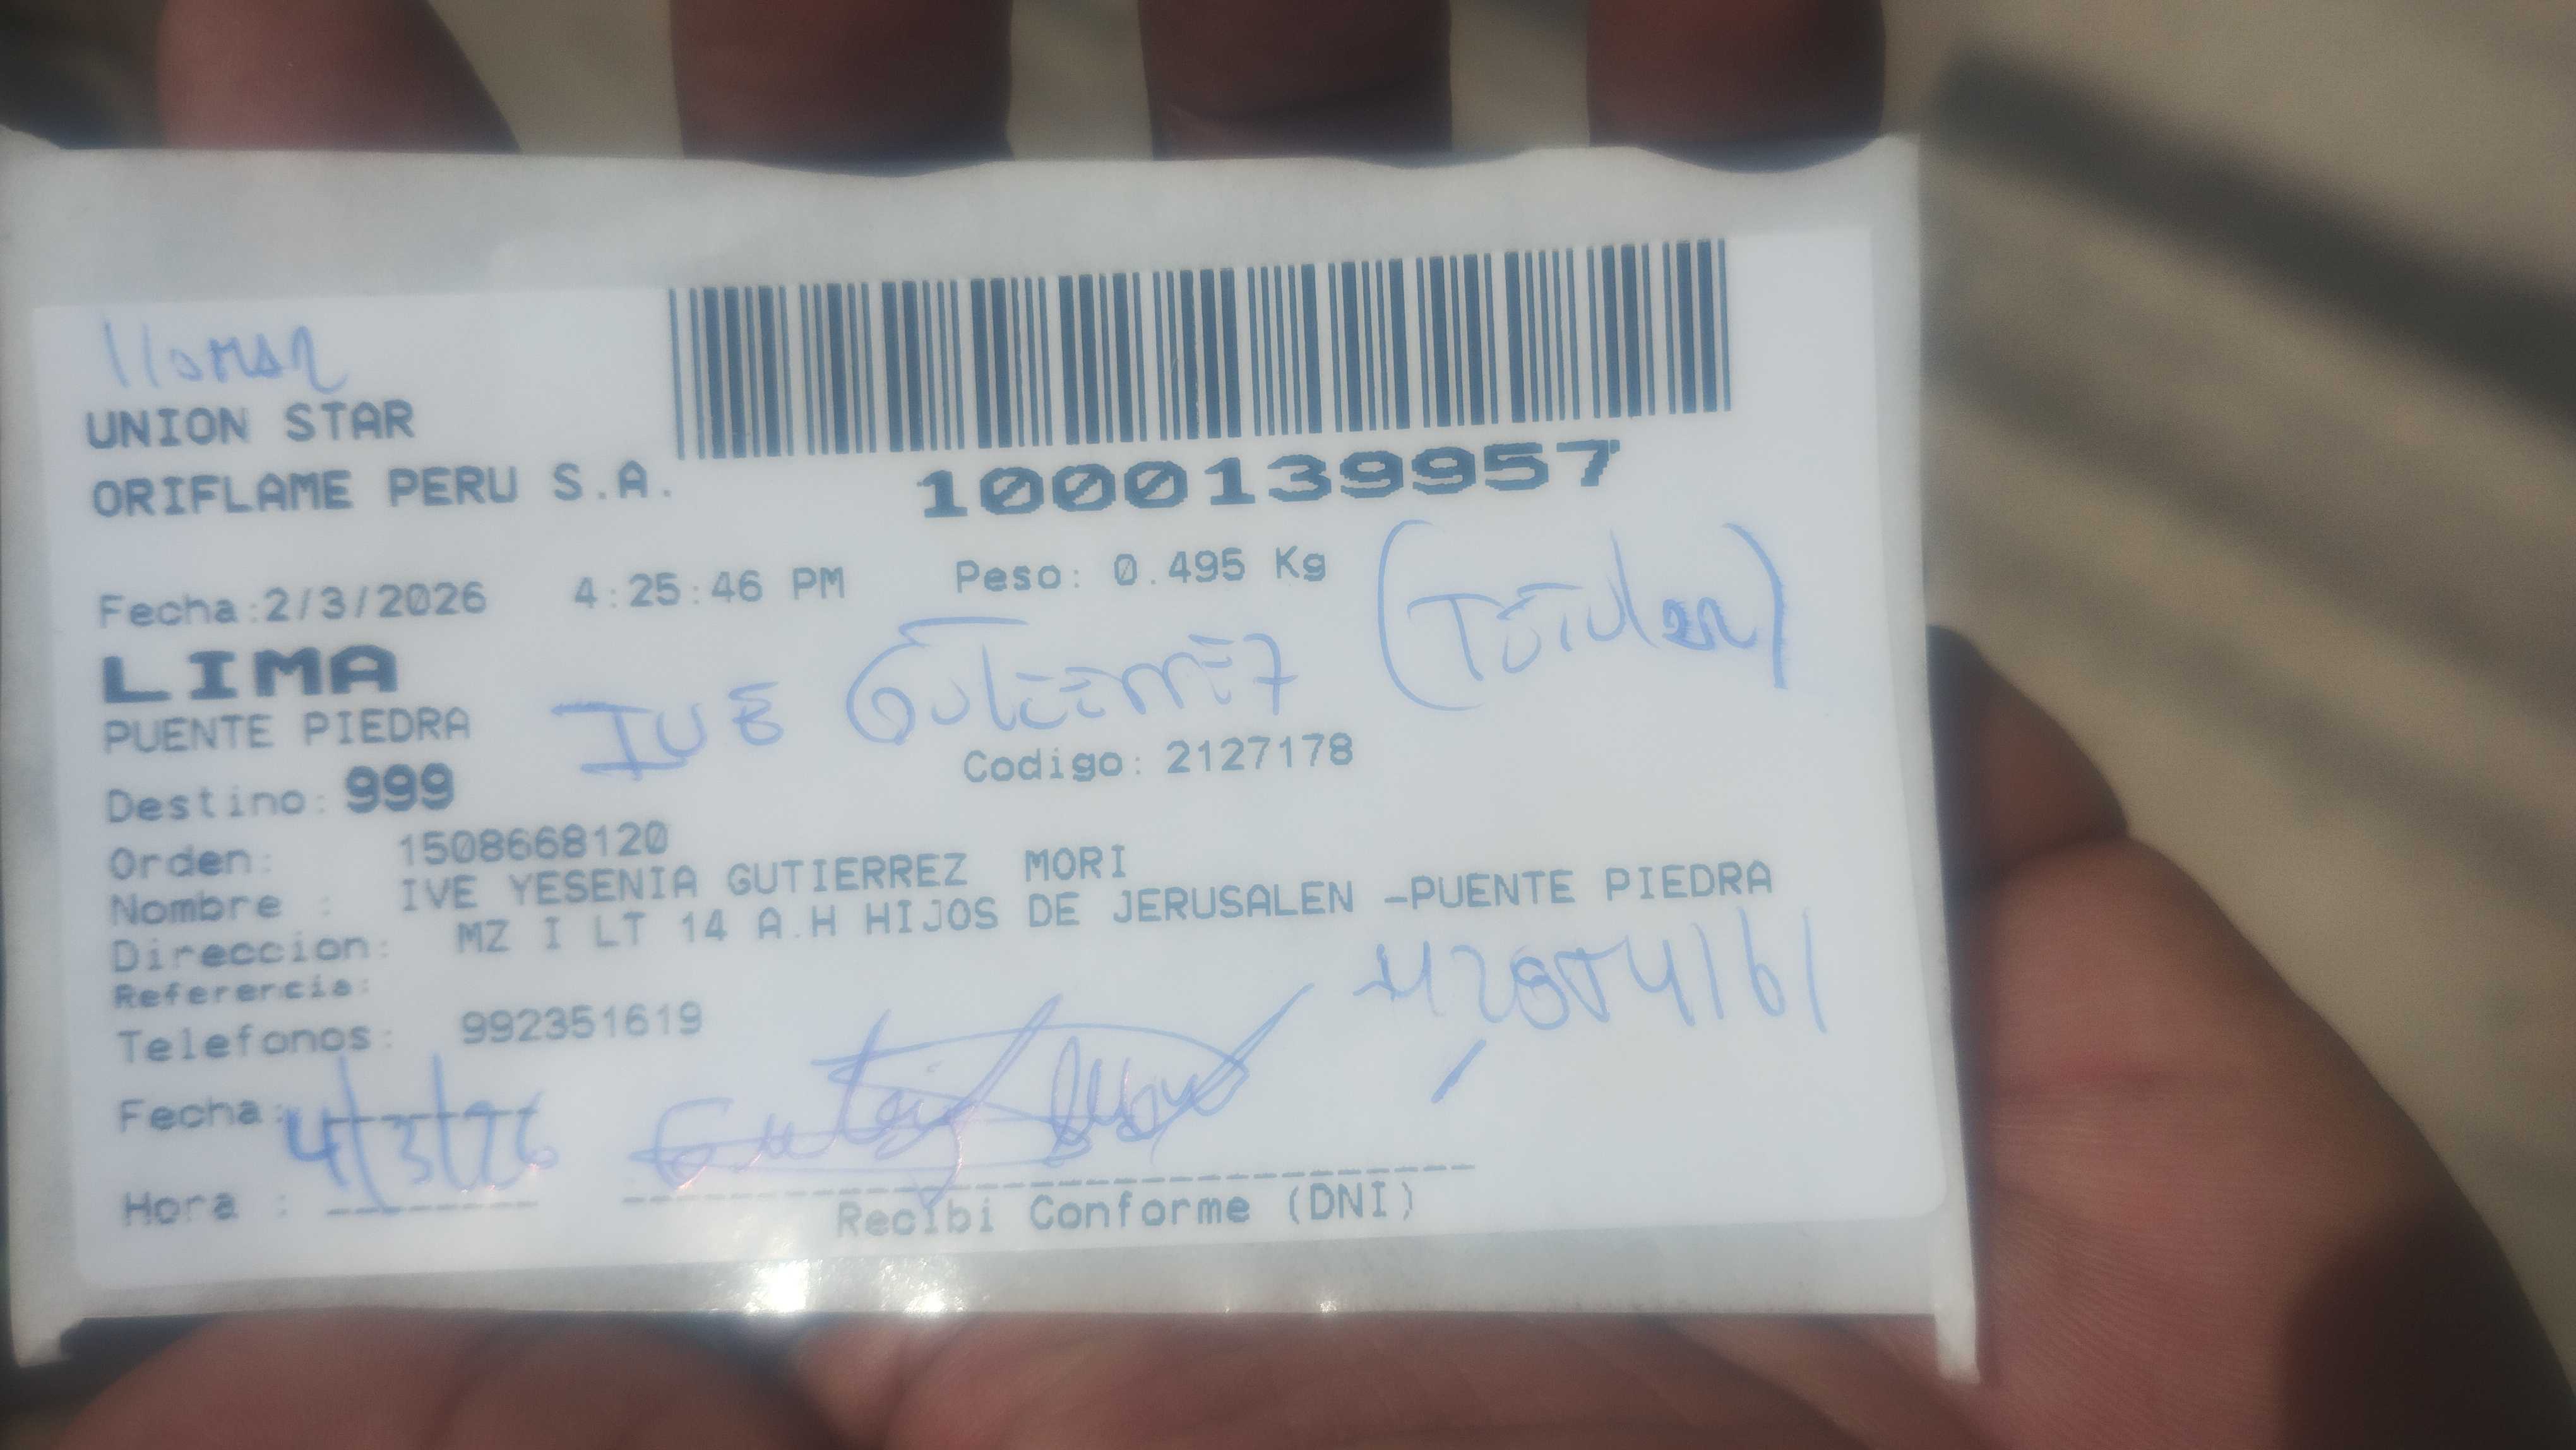 llamar
UNION STAR
ORIFLAME PERU S.A.
1000139957
Fecha:2/3/2026 4:25:46 PM Peso: 0.495 Kg
(Titular)
LIMA
IVE Gutierrez
PUENTE PIEDRA
Codigo: 2127178
Destino: 999
Orden: 1508668120
Nombre : IVE YESENIA GUTIERREZ MORI
Direccion: MZ I LT 14 A.H HIJOS DE JERUSALEN -PUENTE PIEDRA
Referencia:
Telefonos: 992351619
Fecha: 4/3/26
Hora :
Recibi Conforme (DNI)